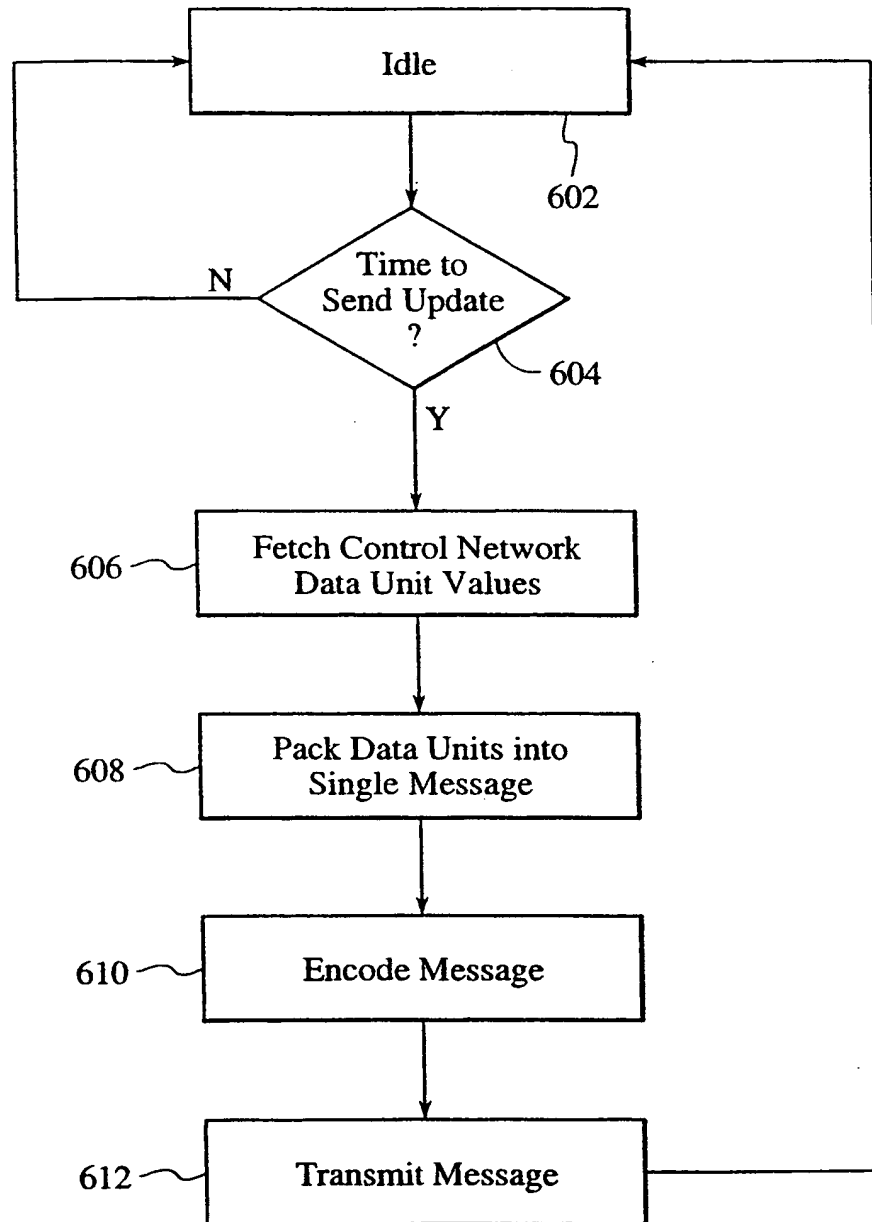 Idle
602
Time to
Send Update
?
N
604
Y
Fetch Control Network
Data Unit Values
606
Pack Data Units into
Single Message
608
Encode Message
610
Transmit Message
612